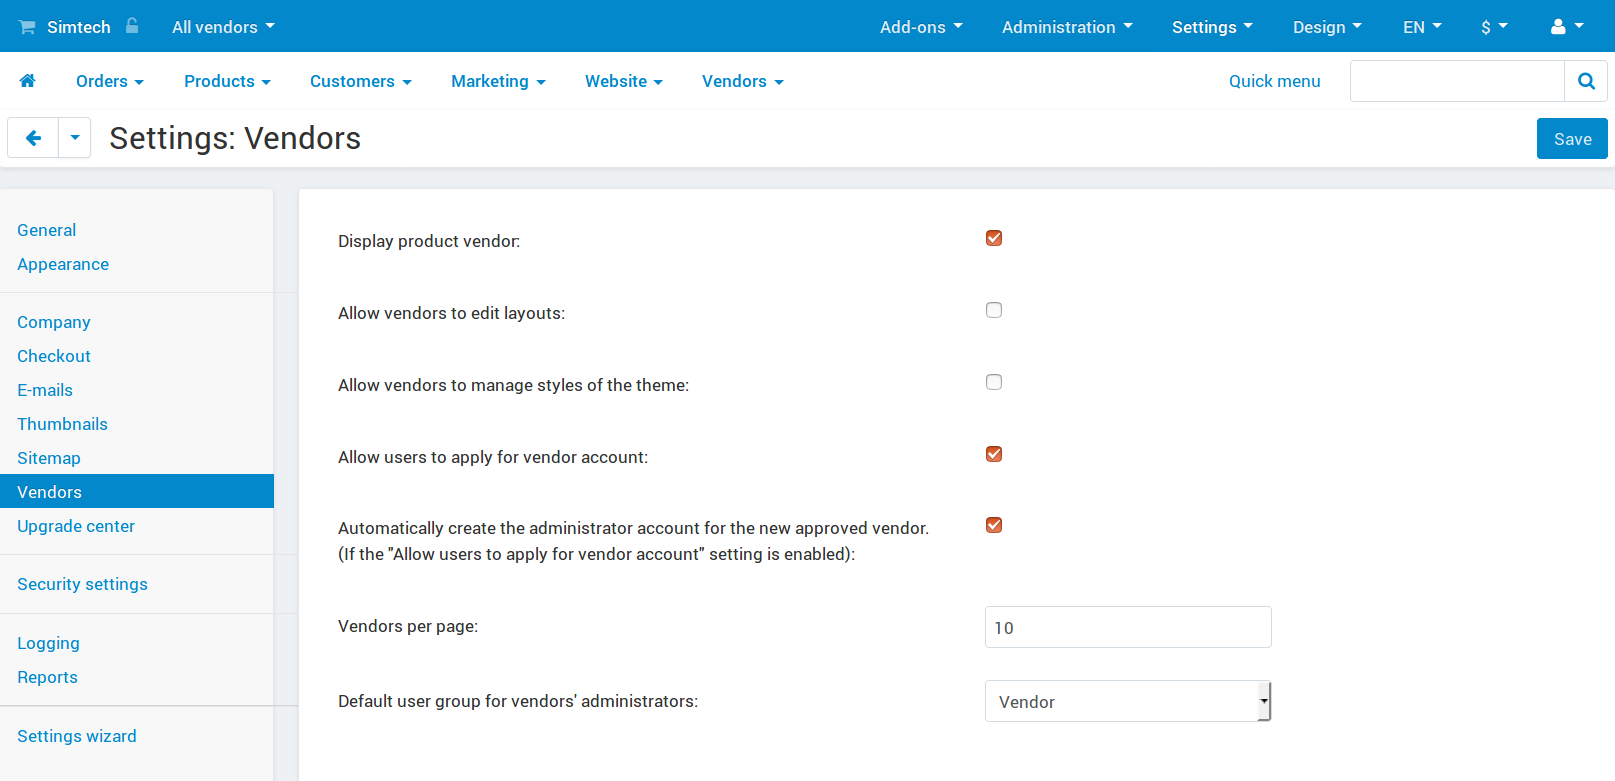 Simtech All vendors Add-ons Administration Settings Design EN $
Orders Products Customers Marketing Website Vendors Quick menu
Settings: Vendors Save
General
Appearance
Company
Checkout
E-mails
Thumbnails
Sitemap
Vendors
Upgrade center
Security settings
Logging
Reports
Settings wizard
Display product vendor:
Allow vendors to edit layouts:
Allow vendors to manage styles of the theme:
Allow users to apply for vendor account:
Automatically create the administrator account for the new approved vendor.
(If the "Allow users to apply for vendor account" setting is enabled):
Vendors per page: 10
Default user group for vendors' administrators: Vendor